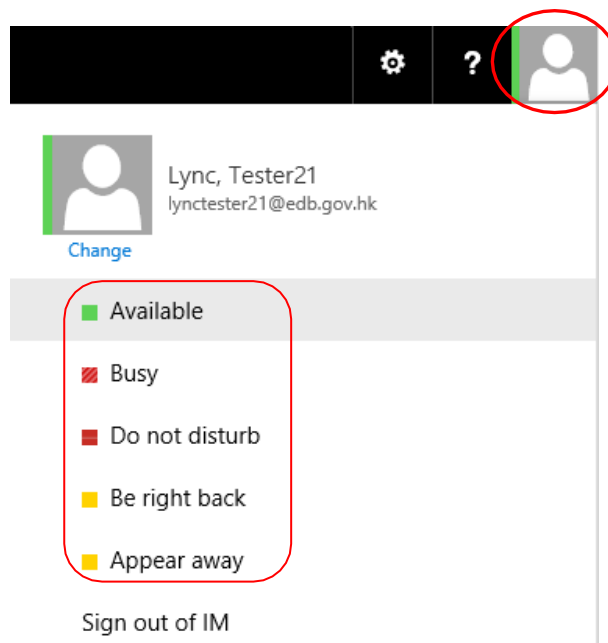 ?
Lync, Tester21
lynctester21@edb.gov.hk
Change
Available
Busy
Do not disturb
Be right back
Appear away
Sign out of IM